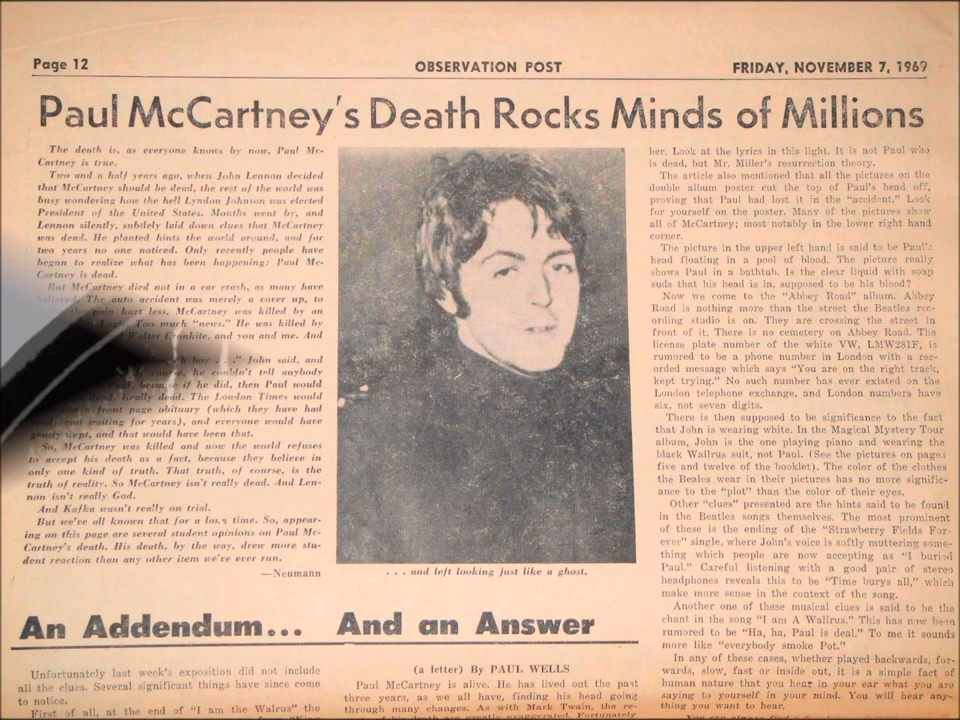 Page 12
OBSERVATION POST
FRIDAY, NOVEMBER 7, 1969
Paul McCartney's Death Rocks Minds of Millions
The death is, as everyone knows by now, Paul Mc-
Cartney is true.
Two and a half years ago, when John Lennon decided
that McCartney should be dead, the rest of the world was
busy wondering how the hell Lyndon Johnson was elected
President of the United States. Months went by, and
Lennon silently, subtlely laid down clues that McCartney
was dead. He planted hints the world around, and for
two years no one noticed. Only recently people have
begun to realize what has been happening: Paul Mc-
Cartney is dead.
But McCartney died not in a car crash, as many have
believed. The auto accident was merely a cover up, to
the pain hurt less. McCartney was killed by an
Too much "news." He was killed by
Walter Cronkite, and you and me. And
boy . . ." John said, and
course, he couldn't tell anybody
because if he did, then Paul would
dead. Really dead. The London Times would
run a front page obituary (which they have had
ready and waiting for years), and everyone would have
gently wept, and that would have been that.
So, McCartney was killed and now the world refuses
to accept his death as a fact, because they believe in
only one kind of truth. That truth, of course, is the
truth of reality. So McCartney isn't really dead. And Len-
non isn't really God.
And Kafka wasn't really on trial.
But we've all known that for a long time. So, appear-
ing on this page are several student opinions on Paul Mc-
Cartney's death. His death, by the way, drew more stu-
dent reaction than any other item we've ever run.
—Neumann
. . . and left looking just like a ghost.
her. Look at the lyrics in this light. It is not Paul who
is dead, but Mr. Miller's resurrection theory.
The article also mentioned that all the pictures on the
double album poster cut the top of Paul's head off,
proving that Paul had lost it in the "accident." Look
for yourself on the poster. Many of the pictures show
all of McCartney; most notably in the lower right hand
corner.
The picture in the upper left hand is said to be Paul's
head floating in a pool of blood. The picture really
shows Paul in a bathtub. Is the clear liquid with soap
suds that his head is in, supposed to be his blood?
Now we come to the "Abbey Road" album. Abbey
Road is nothing more than the street the Beatles rec-
ording studio is on. They are crossing the street in
front of it. There is no cemetery on Abbey Road. The
license plate number of the white VW, LMW281F, is
rumored to be a phone number in London with a rec-
orded message which says "You are on the right track,
kept trying." No such number has ever existed on the
London telephone exchange, and London numbers have
six, not seven digits.
There is then supposed to be significance to the fact
that John is wearing white. In the Magical Mystery Tour
album, John is the one playing piano and wearing the
black Wallrus suit, not Paul. (See the pictures on pages
five and twelve of the booklet). The color of the clothes
the Beales wear in their pictures has no more signific-
ance to the "plot" than the color of their eyes.
Other "clues" presented are the hints said to be found
in the Beatles songs themselves. The most prominent
of these is the ending of the "Strawberry Fields For-
ever" single, where John's voice is softly muttering some-
thing which people are now accepting as "I buried
Paul." Careful listening with a good pair of stereo
headphones reveals this to be "Time burys all," which
make more sense in the context of the song.
Another one of these musical clues is said to be the
chant in the song "I am A Walrus." This has now been
rumored to be "Ha, ha, Paul is deal." To me it sounds
more like "everybody smoke Pot."
In any of these cases, whether played backwards, for-
wards, slow, fast or inside out, it is a simple fact of
human nature that you hear in your ear what you are
saying to yourself in your mind. You will hear any-
thing you want to hear.
An Addendum...
Unfortunately last week's exposition did not include
all the clues. Several significant things have since come
to notice.
First of all, at the end of "I am the Walrus" the
And an Answer
(a letter) By PAUL WELLS
Paul McCartney is alive. He has lived out the past
three years, as we all have, finding his head going
through many changes. As with Mark Twain, the re-
of his death are greatly exaggerated. Fortunately